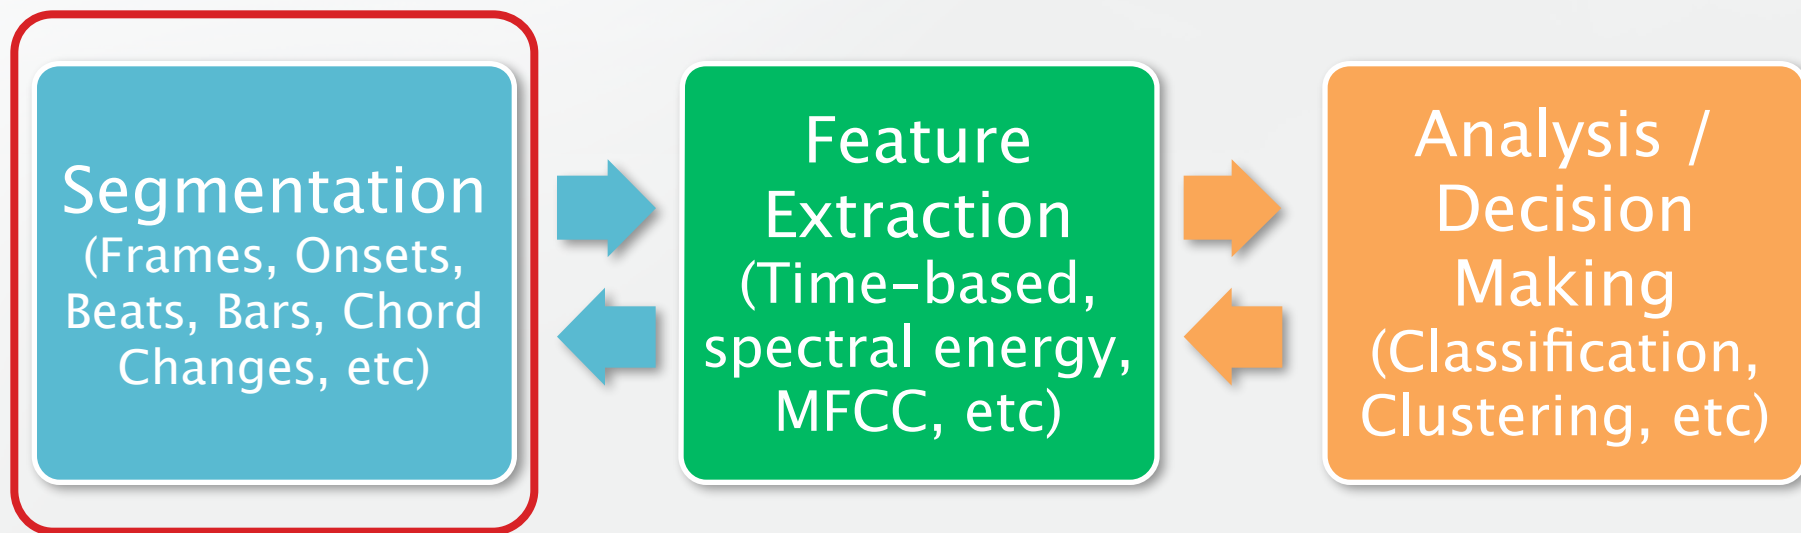 Segmentation
(Frames, Onsets,
Beats, Bars, Chord
Changes, etc)
Feature
Extraction
(Time-based,
spectral energy,
MFCC, etc)
Analysis /
Decision
Making
(Classification,
Clustering, etc)